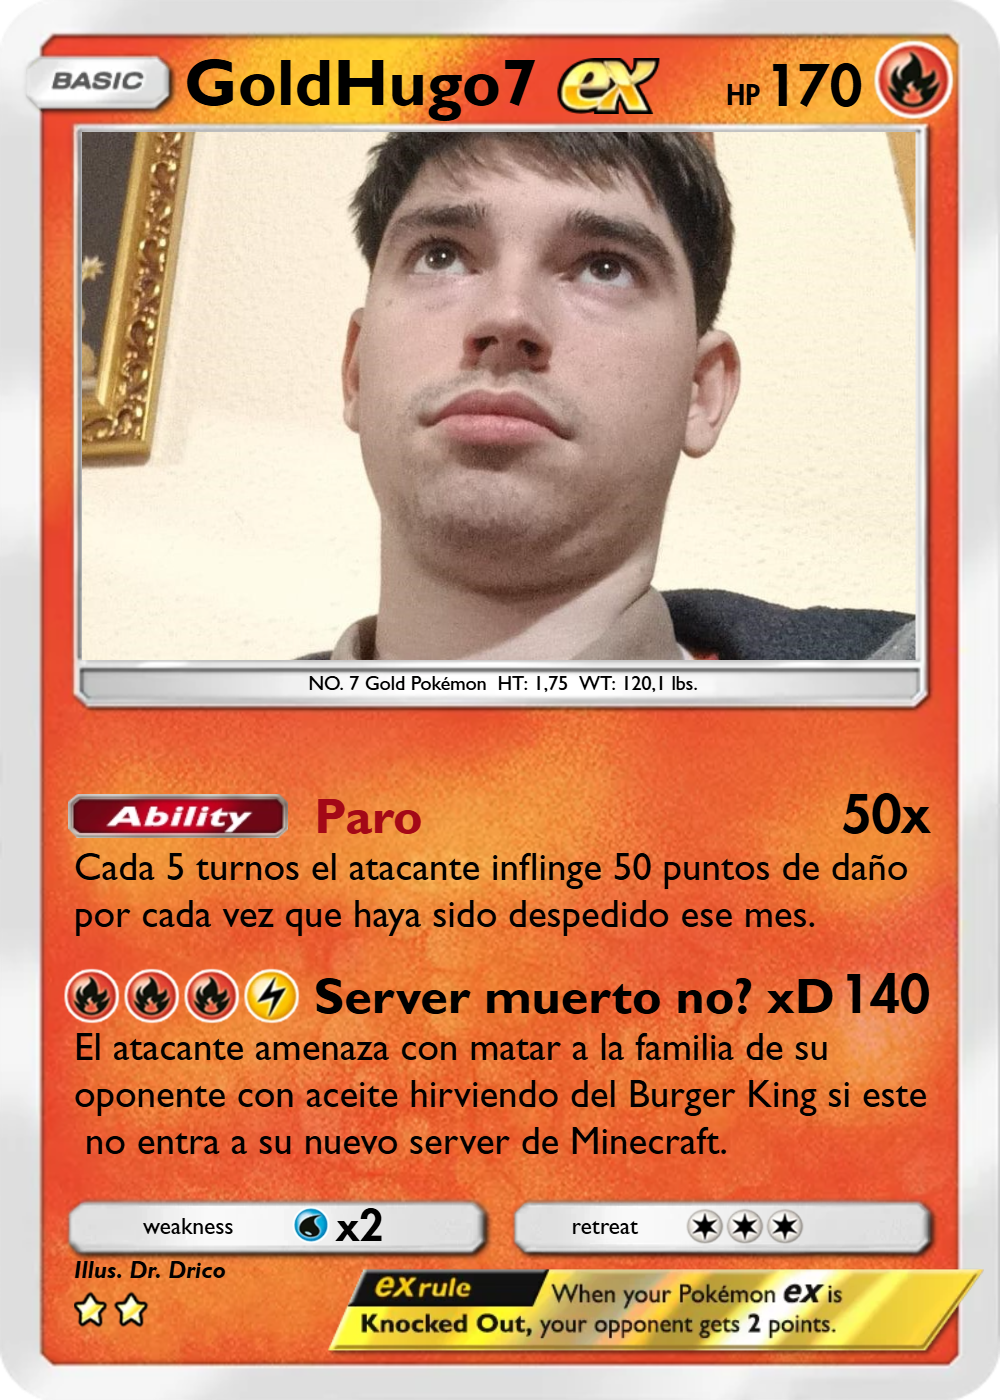 BASIC GoldHugo7 ex HP 170
NO. 7 Gold Pokémon HT: 1,75 WT: 120,1 lbs.
Ability Paro 50x
Cada 5 turnos el atacante inflinge 50 puntos de daño
por cada vez que haya sido despedido ese mes.
Server muerto no? xD 140
El atacante amenaza con matar a la familia de su
oponente con aceite hirviendo del Burger King si este
no entra a su nuevo server de Minecraft.
weakness x2 retreat
Illus. Dr. Drico
ex rule When your Pokémon ex is
Knocked Out, your opponent gets 2 points.